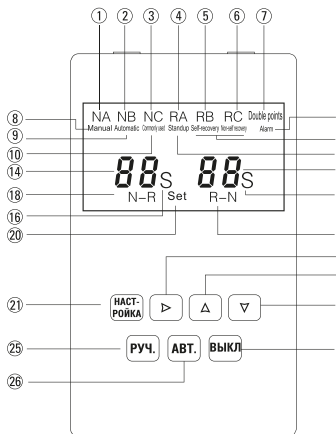 ① ② ③ ④ ⑤ ⑥ ⑦
NA NB NC RA RB RC Double points
⑧ Manual Automatic Commonly used Standup Self-recovery Not-self recovery Alarm
⑨
⑩
⑭ 88S 88S
⑯
⑱ N–R Set R–N
⑳
㉑ НАСТ-
РОЙКА
㉕ РУЧ. АВТ. ВЫКЛ
㉖